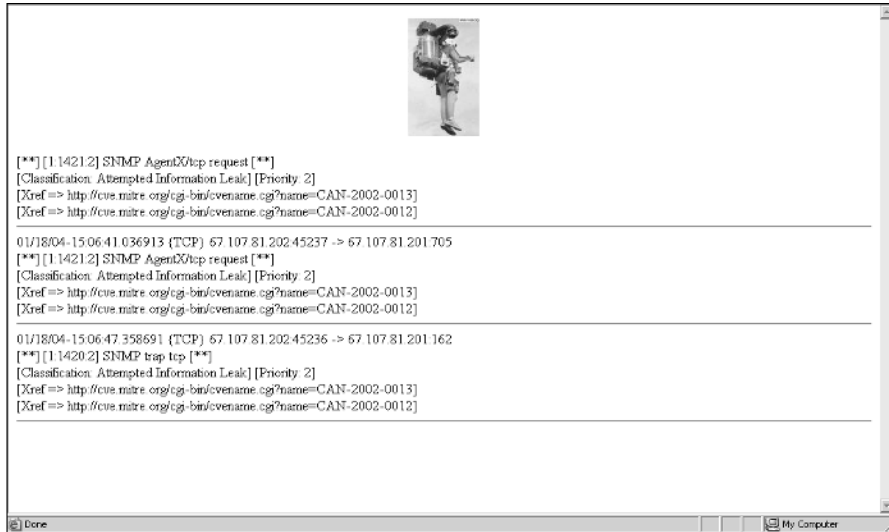 [**] [1:1421:2] SNMP AgentX/tcp request [**]
[Classification: Attempted Information Leak] [Priority: 2]
[Xref => http://cve.mitre.org/cgi-bin/cvename.cgi?name=CAN-2002-0013]
[Xref => http://cve.mitre.org/cgi-bin/cvename.cgi?name=CAN-2002-0012]
01/18/04-15:06:41.036913 {TCP} 67.107.81.202:45237 -> 67.107.81.201:705
[**] [1:1421:2] SNMP AgentX/tcp request [**]
[Classification: Attempted Information Leak] [Priority: 2]
[Xref => http://cve.mitre.org/cgi-bin/cvename.cgi?name=CAN-2002-0013]
[Xref => http://cve.mitre.org/cgi-bin/cvename.cgi?name=CAN-2002-0012]
01/18/04-15:06:47.358691 {TCP} 67.107.81.202:45236 -> 67.107.81.201:162
[**] [1:1420:2] SNMP trap tcp [**]
[Classification: Attempted Information Leak] [Priority: 2]
[Xref => http://cve.mitre.org/cgi-bin/cvename.cgi?name=CAN-2002-0013]
[Xref => http://cve.mitre.org/cgi-bin/cvename.cgi?name=CAN-2002-0012]
Done
My Computer